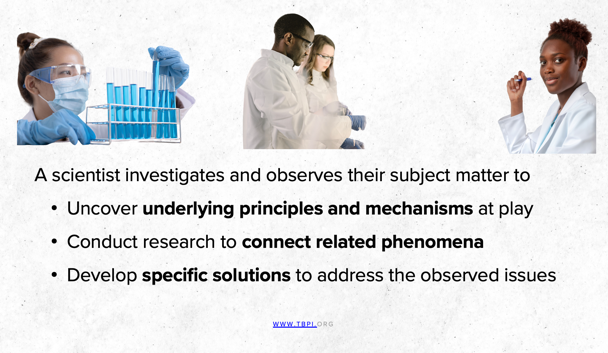 A scientist investigates and observes their subject matter to
• Uncover underlying principles and mechanisms at play
• Conduct research to connect related phenomena
• Develop specific solutions to address the observed issues
WWW.TBPI.ORG